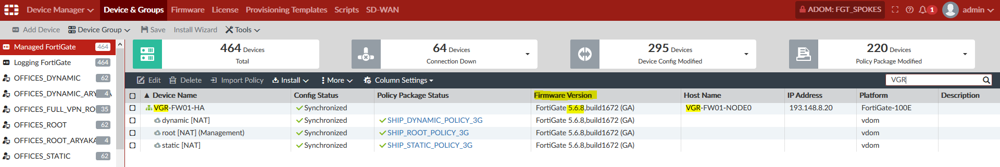 Device Manager Device & Groups Firmware License Provisioning Templates Scripts SD-WAN ADOM: FGT_SPOKES 1 admin
Add Device Device Group Save Install Wizard Tools
Managed FortiGate 464
Logging FortiGate 464
OFFICES_DYNAMIC 62
OFFICES_DYNAMIC_ARY 4 A
OFFICES_FULL_VPN_RO 35
OFFICES_ROOT 62
OFFICES_ROOT_ARYAKA 4
OFFICES_STATIC 62
464 Devices
Total
64 Devices
Connection Down
295 Devices
Device Config Modified
220 Devices
Policy Package Modified
Edit Delete Import Policy Install More Column Settings VGR
Device Name Config Status Policy Package Status Firmware Version Host Name IP Address Platform Description
VGR-FW01-HA Synchronized FortiGate 5.6.8,build1672 (GA) VGR-FW01-NODE0 193.148.8.20 FortiGate-100E
dynamic [NAT] Synchronized SHIP_DYNAMIC_POLICY_3G FortiGate 5.6.8,build1672 (GA) vdom
root [NAT] (Management) Synchronized SHIP_ROOT_POLICY_3G FortiGate 5.6.8,build1672 (GA) vdom
static [NAT] Synchronized SHIP_STATIC_POLICY_3G FortiGate 5.6.8,build1672 (GA) vdom